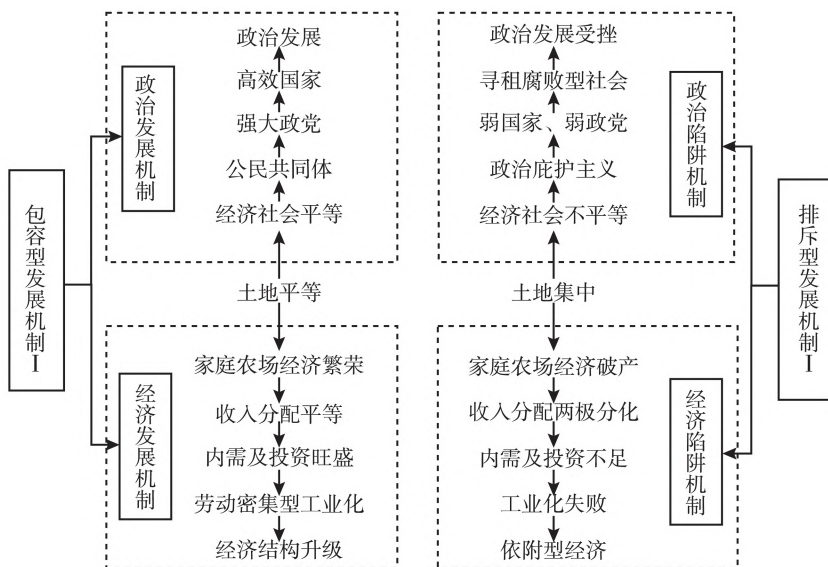 包容型发展机制Ⅰ
政治发展机制
政治发展
高效国家
强大政党
公民共同体
经济社会平等
土地平等
经济发展机制
家庭农场经济繁荣
收入分配平等
内需及投资旺盛
劳动密集型工业化
经济结构升级
政治发展受挫
寻租腐败型社会
弱国家、弱政党
政治庇护主义
经济社会不平等
政治陷阱机制
土地集中
家庭农场经济破产
收入分配两极分化
内需及投资不足
工业化失败
依附型经济
经济陷阱机制
排斥型发展机制Ⅰ